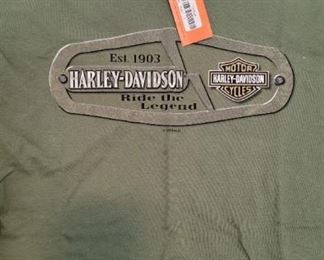 Est. 1903
HARLEY-DAVIDSON
Ride the
Legend
MOTOR
HARLEY-DAVIDSON
CYCLES